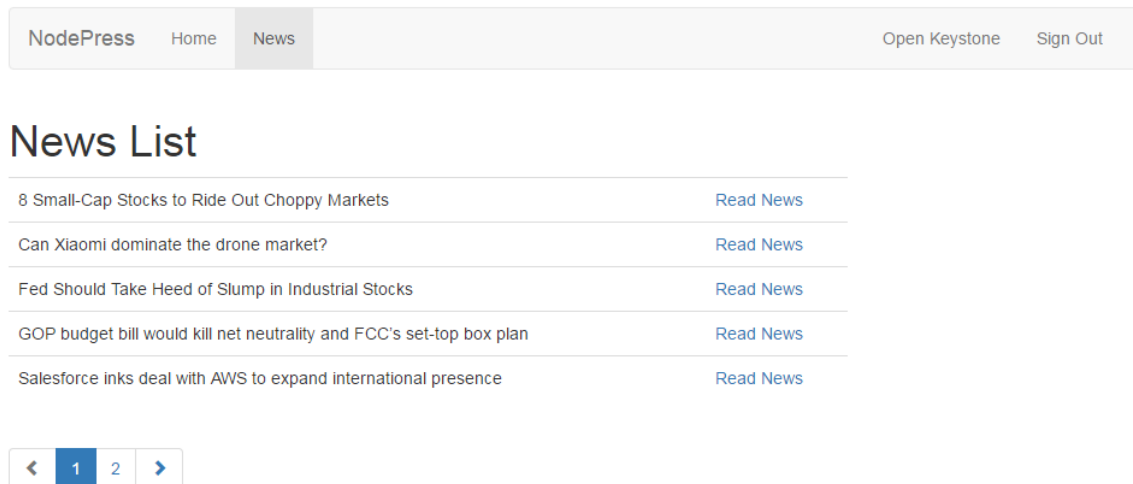 NodePress Home News Open Keystone Sign Out
News List
8 Small-Cap Stocks to Ride Out Choppy Markets Read News
Can Xiaomi dominate the drone market? Read News
Fed Should Take Heed of Slump in Industrial Stocks Read News
GOP budget bill would kill net neutrality and FCC's set-top box plan Read News
Salesforce inks deal with AWS to expand international presence Read News
1 2